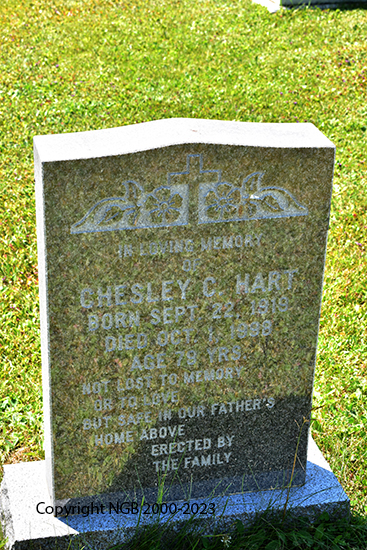 IN LOVING MEMORY
OF
CHESLEY C. HART
BORN SEPT. 22, 1919
DIED OCT. 1, 1998
AGE 79 YRS
NOT LOST TO MEMORY
OR TO LOVE
BUT SAFE IN OUR FATHER'S
HOME ABOVE
ERECTED BY
THE FAMILY
Copyright NGB 2000-2023